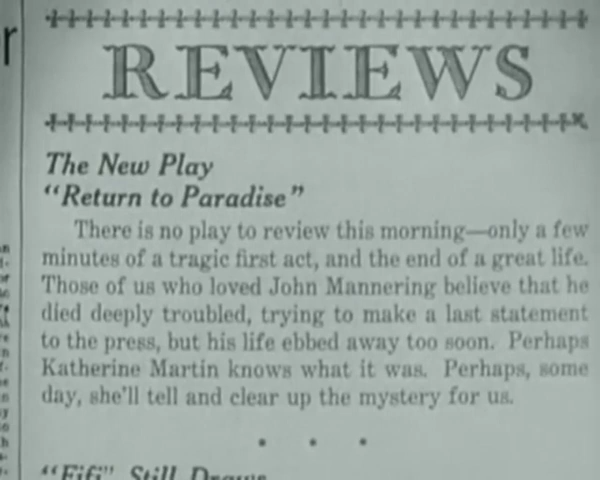 r
REVIEWS
The New Play
“Return to Paradise”
There is no play to review this morning—only a few
minutes of a tragic first act, and the end of a great life.
Those of us who loved John Mannering believe that he
died deeply troubled, trying to make a last statement
to the press, but his life ebbed away too soon. Perhaps
Katherine Martin knows what it was. Perhaps, some
day, she'll tell and clear up the mystery for us.
“Fifi” Still Draws